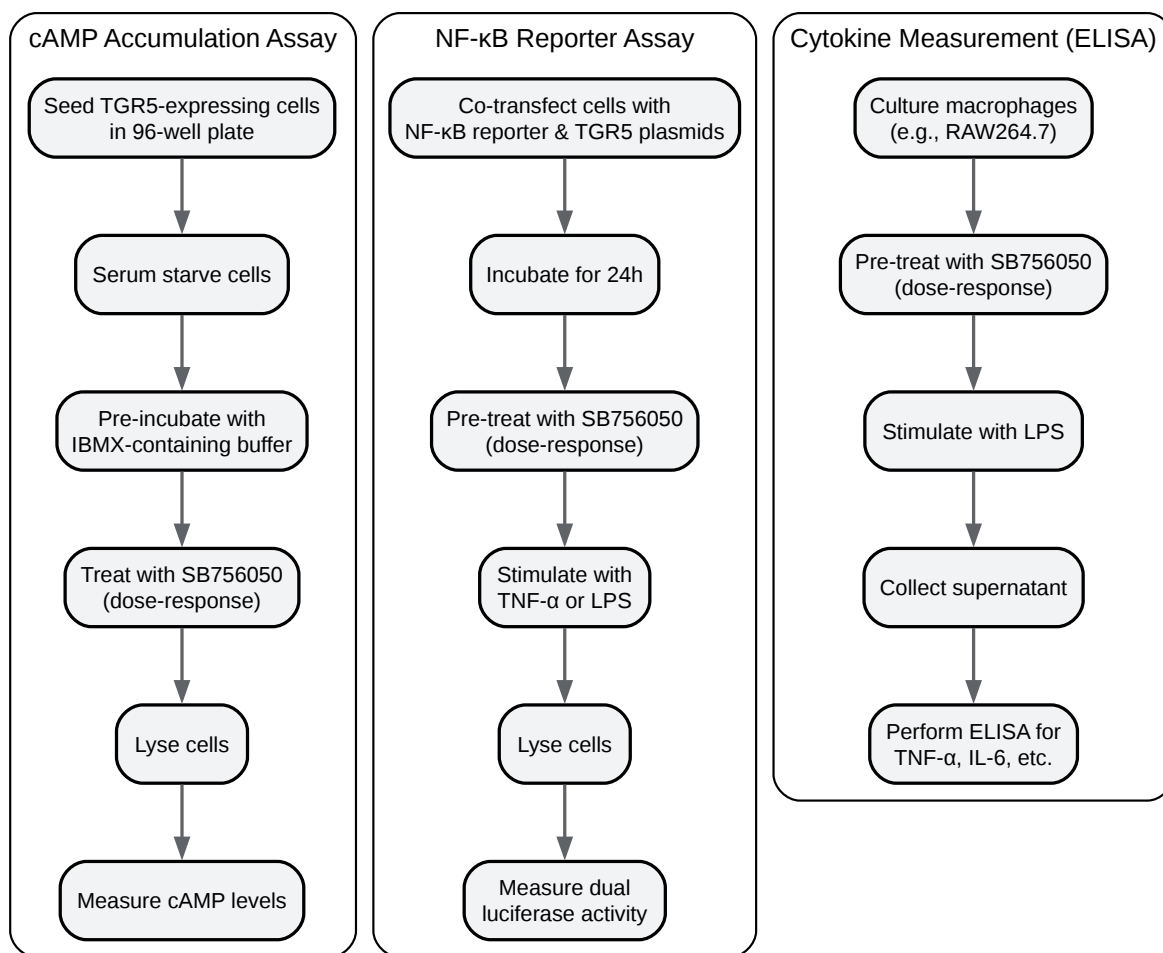 cAMP Accumulation Assay
Seed TGR5-expressing cells
in 96-well plate
Serum starve cells
Pre-incubate with
IBMX-containing buffer
Treat with SB756050
(dose-response)
Lyse cells
Measure cAMP levels
NF-κB Reporter Assay
Co-transfect cells with
NF-κB reporter & TGR5 plasmids
Incubate for 24h
Pre-treat with SB756050
(dose-response)
Stimulate with
TNF-α or LPS
Lyse cells
Measure dual
luciferase activity
Cytokine Measurement (ELISA)
Culture macrophages
(e.g., RAW264.7)
Pre-treat with SB756050
(dose-response)
Stimulate with LPS
Collect supernatant
Perform ELISA for
TNF-α, IL-6, etc.